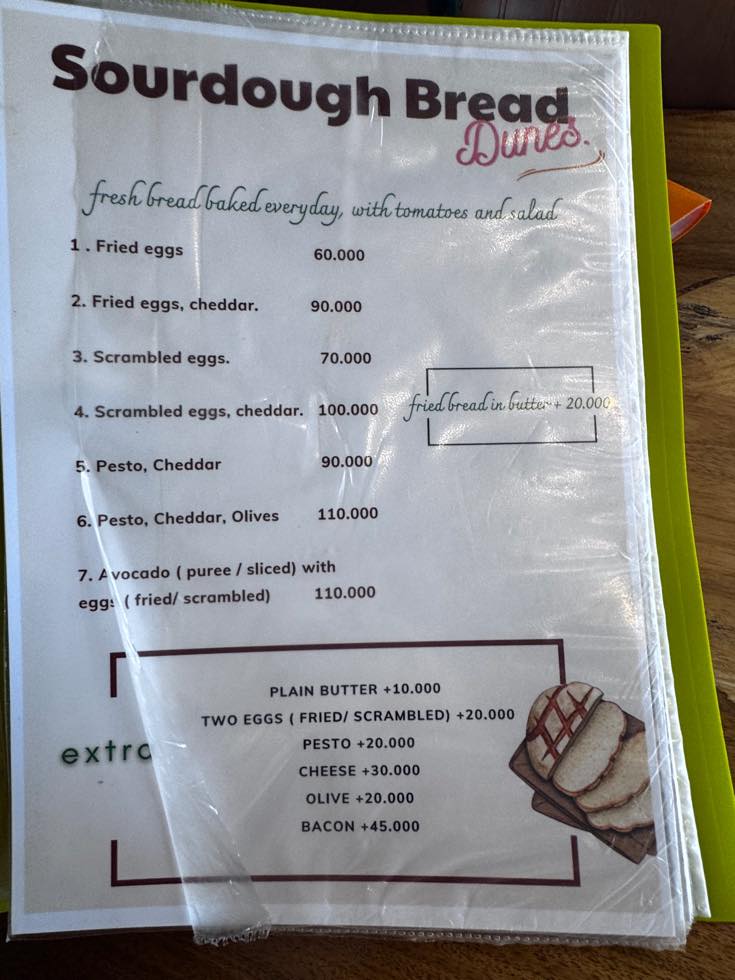 Sourdough Bread
Dunes.
fresh bread baked everyday, with tomatoes and salad
1 . Fried eggs 60.000
2. Fried eggs, cheddar. 90.000
3. Scrambled eggs. 70.000
4. Scrambled eggs, cheddar. 100.000
fried bread in butter + 20.000
5. Pesto, Cheddar 90.000
6. Pesto, Cheddar, Olives 110.000
7. Avocado ( puree / sliced) with
eggs ( fried/ scrambled) 110.000
extra
PLAIN BUTTER +10.000
TWO EGGS ( FRIED/ SCRAMBLED) +20.000
PESTO +20.000
CHEESE +30.000
OLIVE +20.000
BACON +45.000